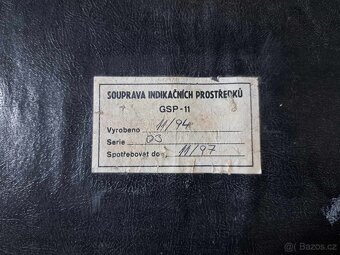 SOUPRAVA INDIKAČNÍCH PROSTŘEDKŮ
GSP-11
Vyrobeno 11/94
Serie 03
Spotřebovat do 11/97
bazos.cz